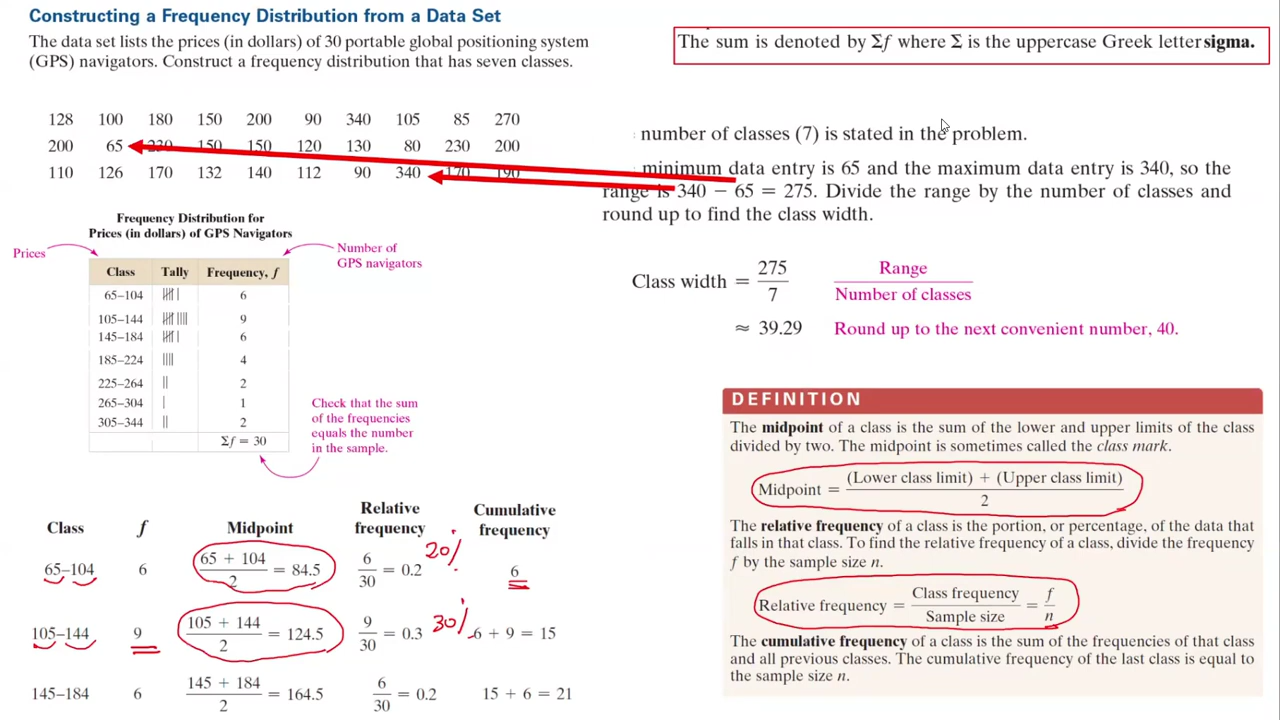 Constructing a Frequency Distribution from a Data Set
The data set lists the prices (in dollars) of 30 portable global positioning system
(GPS) navigators. Construct a frequency distribution that has seven classes.
The sum is denoted by Σf where Σ is the uppercase Greek letter sigma.
128 100 180 150 200 90 340 105 85 270
200 65 230 150 150 120 130 80 230 200
110 126 170 132 140 112 90 340 170 190
number of classes (7) is stated in the problem.
minimum data entry is 65 and the maximum data entry is 340, so the
range is 340 − 65 = 275. Divide the range by the number of classes and
round up to find the class width.
Class width = 275/7 Range/Number of classes
≈ 39.29 Round up to the next convenient number, 40.
Frequency Distribution for
Prices (in dollars) of GPS Navigators
Prices
Number of
GPS navigators
Class Tally Frequency, f
65–104 6
105–144 9
145–184 6
185–224 4
225–264 2
265–304 1
305–344 2
Σf = 30
Check that the sum
of the frequencies
equals the number
in the sample.
Class f Midpoint Relative frequency Cumulative frequency
65–104 6 (65 + 104)/2 = 84.5 6/30 = 0.2 20% 6
105–144 9 (105 + 144)/2 = 124.5 9/30 = 0.3 30% 6 + 9 = 15
145–184 6 (145 + 184)/2 = 164.5 6/30 = 0.2 15 + 6 = 21
DEFINITION
The midpoint of a class is the sum of the lower and upper limits of the class
divided by two. The midpoint is sometimes called the class mark.
Midpoint = (Lower class limit) + (Upper class limit)/2
The relative frequency of a class is the portion, or percentage, of the data that
falls in that class. To find the relative frequency of a class, divide the frequency
f by the sample size n.
Relative frequency = Class frequency/Sample size = f/n
The cumulative frequency of a class is the sum of the frequencies of that class
and all previous classes. The cumulative frequency of the last class is equal to
the sample size n.